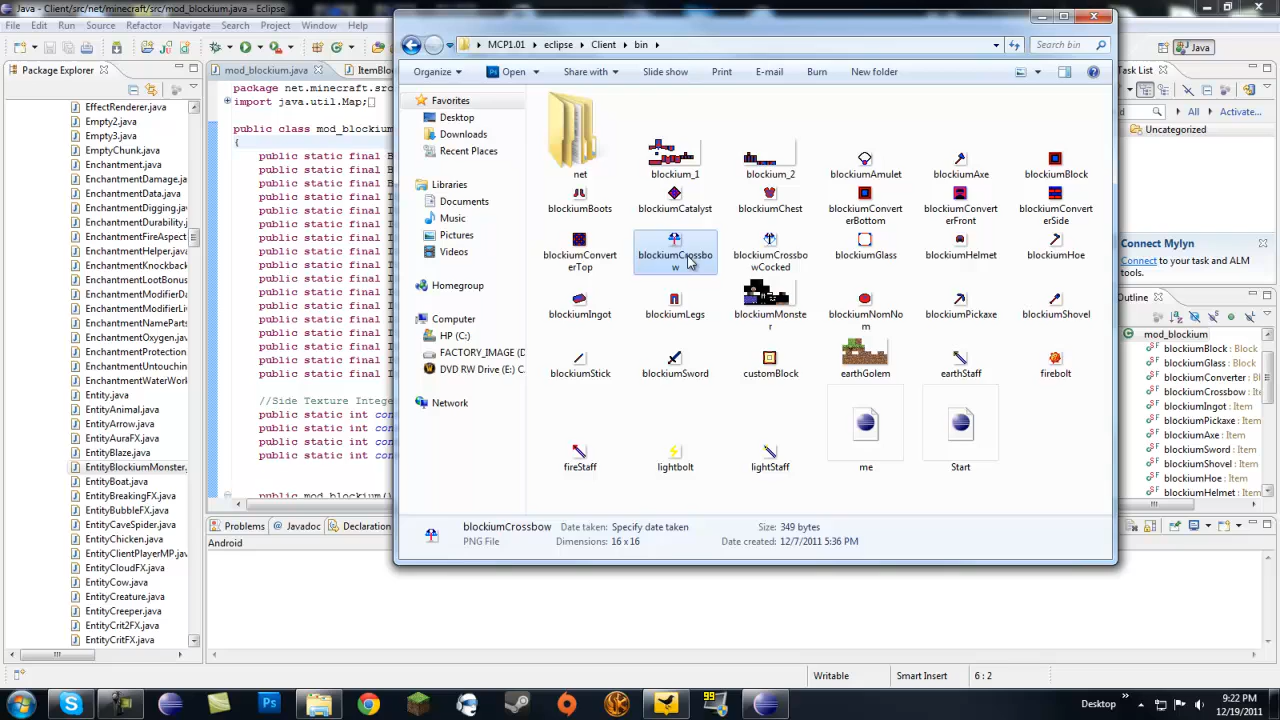 Java - Client/src/net/minecraft/src/mod_blockium.java - Eclipse
File Edit Run Source Refactor Navigate Search Project Window Help
Java
Package Explorer
mod_blockium.java
EffectRenderer.java
Empty2.java
Empty3.java
EmptyChunk.java
Enchantment.java
EnchantmentDamage.java
EnchantmentData.java
EnchantmentDigging.java
EnchantmentDurability.java
EnchantmentFireAspect
EnchantmentHelper.java
EnchantmentKnockback
EnchantmentLootBonus
EnchantmentModifierD
EnchantmentNamePart
EnchantmentOxygen.java
EnchantmentProtection
EnchantmentUntouchin
EnchantmentWaterWork
Entity.java
EntityAnimal.java
EntityArrow.java
EntityAuraFX.java
EntityBlaze.java
EntityBlockiumMonster.
EntityBoat.java
EntityBreakingFX.java
EntityBubbleFX.java
EntityCaveSpider.java
EntityChicken.java
EntityClientPlayerMP.java
EntityCloudFX.java
EntityCow.java
EntityCreature.java
EntityCreeper.java
EntityCrit2FX.java
EntityCritFX.java
package net.minecraft.src
import java.util.Map;
public class mod_blockium
{
public static final B
public static final B
public static final B
public static final I
public static final I
public static final I
public static final I
public static final I
public static final I
public static final I
public static final I
public static final I
public static final I
public static final I
public static final I
public static final I
public static final I
//Side Texture Intege
public static int con
public static int con
public static int con
public static int con
public mod_blockium()
Problems @ Javadoc Declaration
Android
MCP1.01 eclipse Client bin
Search bin
Organize Open Share with Slide show Print E-mail Burn New folder
Favorites
Desktop
Downloads
Recent Places
Libraries
Documents
Music
Pictures
Videos
Homegroup
Computer
HP (C:)
FACTORY_IMAGE (D
DVD RW Drive (E:) C
Network
net
blockium_1
blockium_2
blockiumAmulet
blockiumAxe
blockiumBlock
blockiumBoots
blockiumCatalyst
blockiumChest
blockiumConverterBottom
blockiumConverterFront
blockiumConverterSide
blockiumConverterTop
blockiumCrossbow
blockiumCrossbowCocked
blockiumGlass
blockiumHelmet
blockiumHoe
blockiumIngot
blockiumLegs
blockiumMonster
blockiumNomNom
blockiumPickaxe
blockiumShovel
blockiumStick
blockiumSword
customBlock
earthGolem
earthStaff
firebolt
fireStaff
lightbolt
lightStaff
me
Start
blockiumCrossbow Date taken: Specify date taken Size: 349 bytes
PNG File Dimensions: 16 x 16 Date created: 12/7/2011 5:36 PM
Task List
All Activate...
Uncategorized
Connect Mylyn
Connect to your task and ALM
tools.
Outline
mod_blockium
blockiumBlock : Block
blockiumGlass : Block
blockiumConverter : Block
blockiumCrossbow : Item
blockiumIngot : Item
blockiumPickaxe : Item
blockiumAxe : Item
blockiumSword : Item
blockiumShovel : Item
blockiumHoe : Item
blockiumHelmet : Item
Writable Smart Insert 6 : 2
Desktop
9:22 PM
12/19/2011